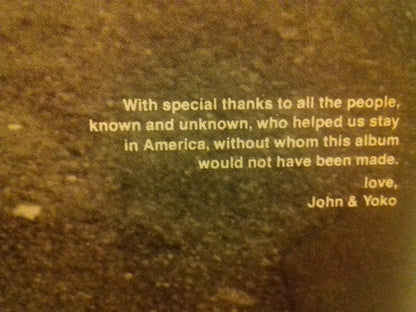 With special thanks to all the people,
known and unknown, who helped us stay
in America, without whom this album
would not have been made.
love,
John & Yoko